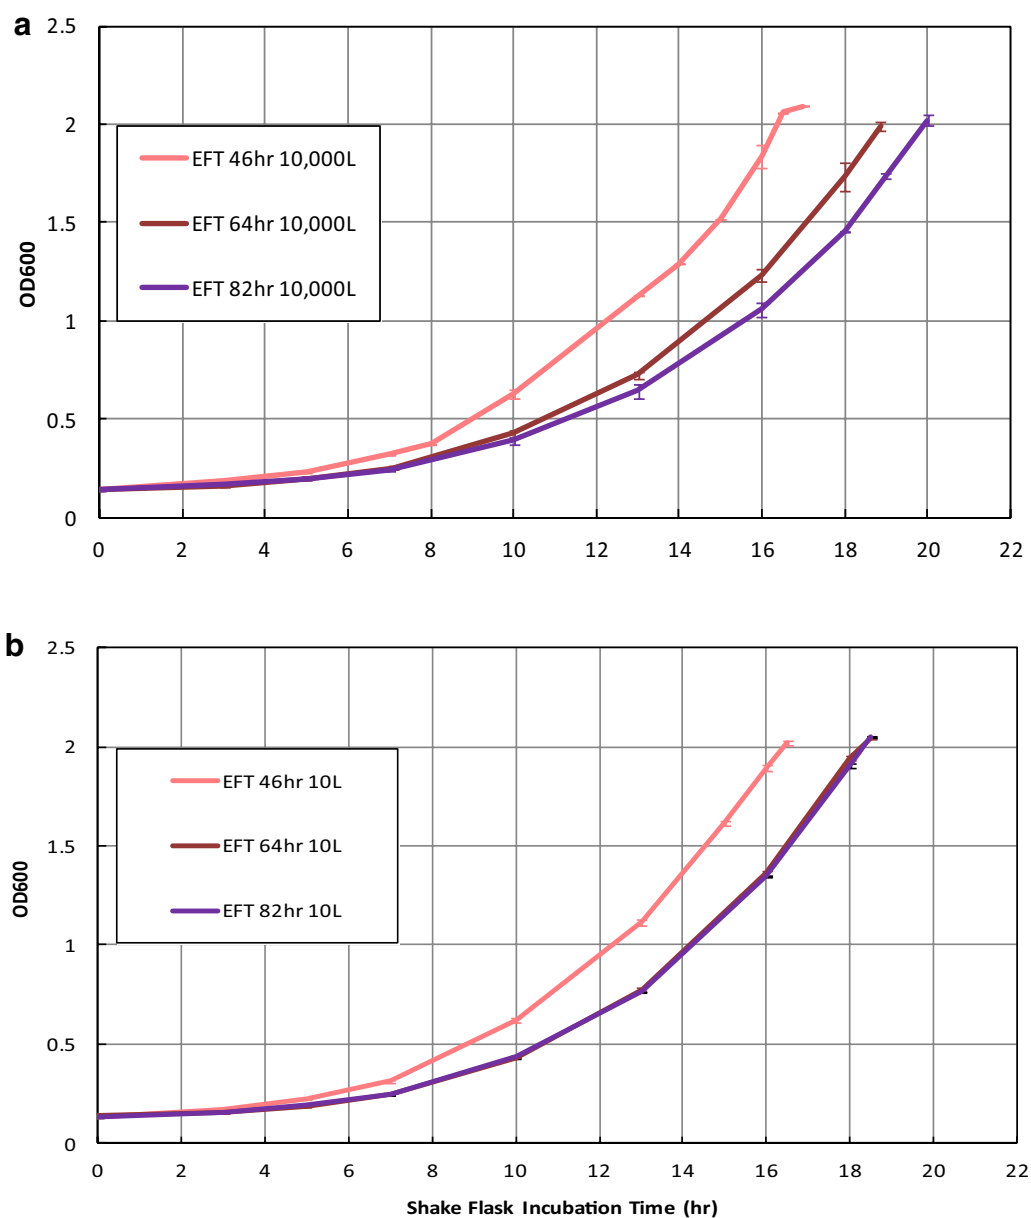 a
2.5
2
1.5
1
0.5
0
OD600
EFT 46hr 10,000L
EFT 64hr 10,000L
EFT 82hr 10,000L
0 2 4 6 8 10 12 14 16 18 20 22
b
2.5
2
1.5
1
0.5
0
OD600
EFT 46hr 10L
EFT 64hr 10L
EFT 82hr 10L
0 2 4 6 8 10 12 14 16 18 20 22
Shake Flask Incubation Time (hr)